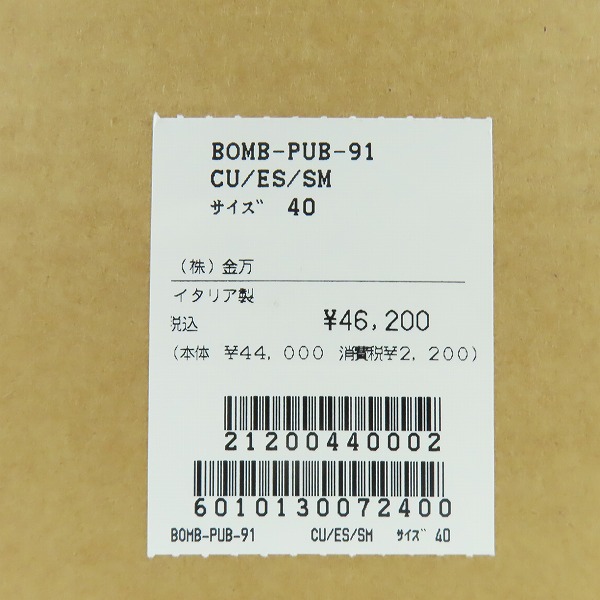 BOMB-PUB-91
CU/ES/SM
サイズ 40
(株)金万
イタリア製
税込 ¥46,200
(本体 ¥44,000 消費税¥2,200)
21200440002
6010130072400
BOMB-PUB-91 CU/ES/SM サイズ 40